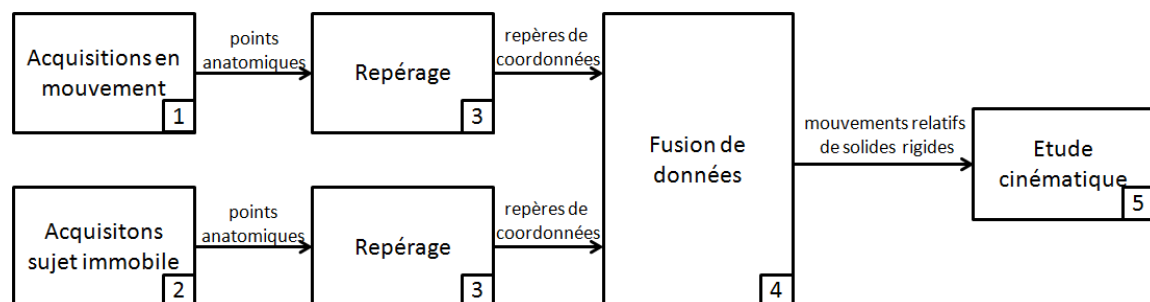 Acquisitions en
mouvement
1
points
anatomiques
Repérage
3
repères de
coordonnées
Acquisitons
sujet immobile
2
points
anatomiques
Repérage
3
repères de
coordonnées
Fusion de
données
4
mouvements relatifs
de solides rigides
Etude
cinématique
5